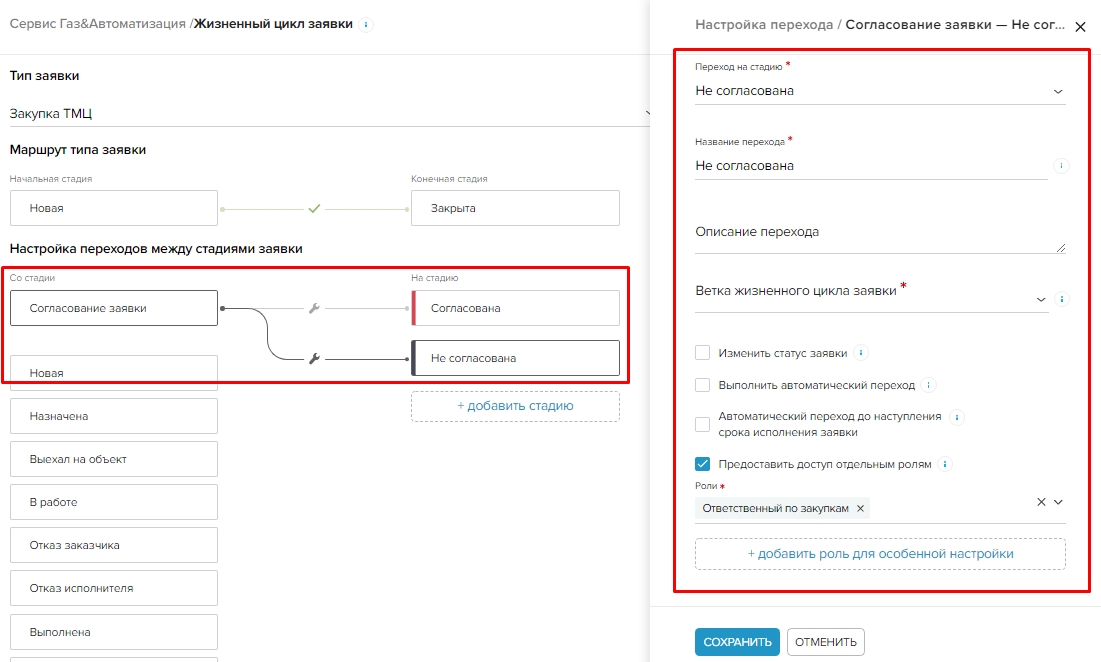 Сервис Газ&Автоматизация /Жизненный цикл заявки
Тип заявки
Закупка ТМЦ
Маршрут типа заявки
Начальная стадия
Конечная стадия
Новая
Закрыта
Настройка переходов между стадиями заявки
Со стадии
На стадию
Согласование заявки
Согласована
Не согласована
Новая
+ добавить стадию
Назначена
Выехал на объект
В работе
Отказ заказчика
Отказ исполнителя
Выполнена
Настройка перехода / Согласование заявки — Не сог...
Переход на стадию *
Не согласована
Название перехода *
Не согласована
Описание перехода
Ветка жизненного цикла заявки *
Изменить статус заявки
Выполнить автоматический переход
Автоматический переход до наступления
срока исполнения заявки
Предоставить доступ отдельным ролям
Роли *
Ответственный по закупкам
+ добавить роль для особенной настройки
СОХРАНИТЬ
ОТМЕНИТЬ